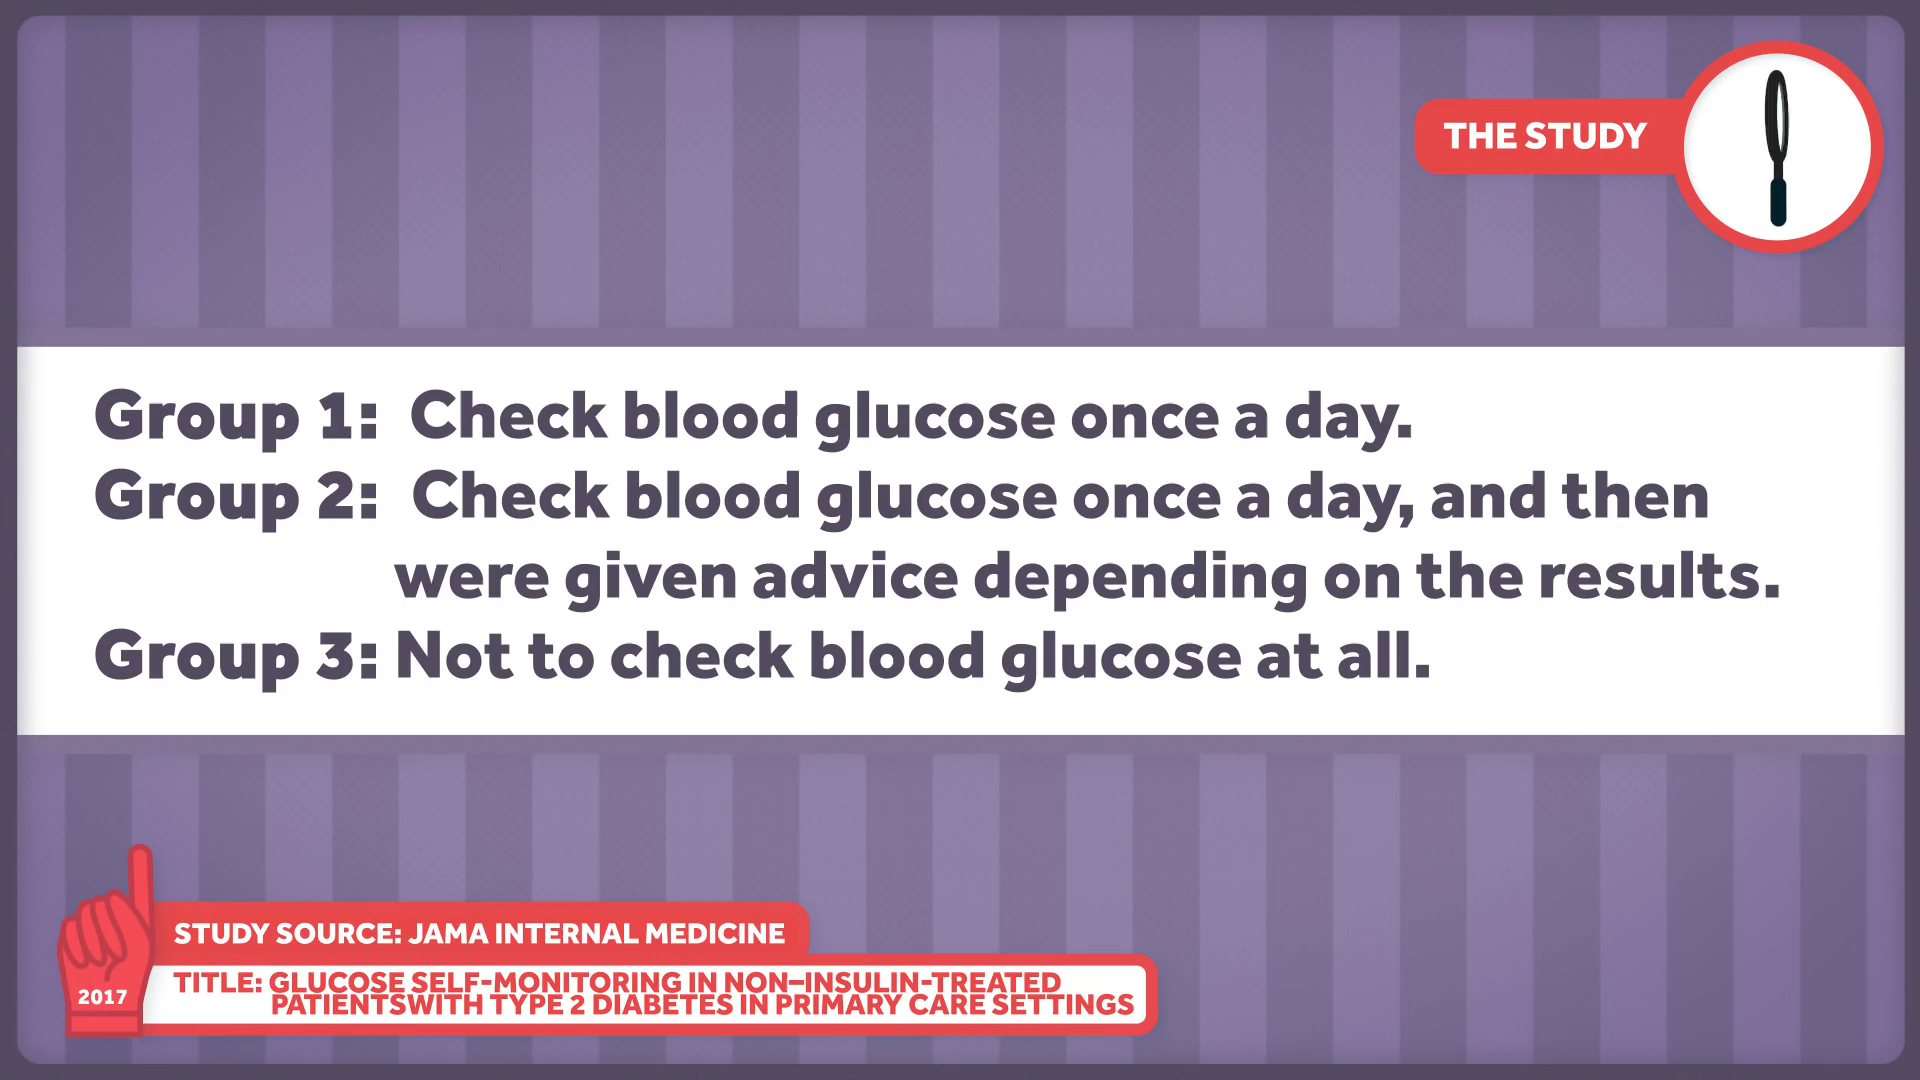 THE STUDY
Group 1: Check blood glucose once a day.
Group 2: Check blood glucose once a day, and then
were given advice depending on the results.
Group 3: Not to check blood glucose at all.
STUDY SOURCE: JAMA INTERNAL MEDICINE
TITLE: GLUCOSE SELF-MONITORING IN NON–INSULIN-TREATED
PATIENTSWITH TYPE 2 DIABETES IN PRIMARY CARE SETTINGS
2017